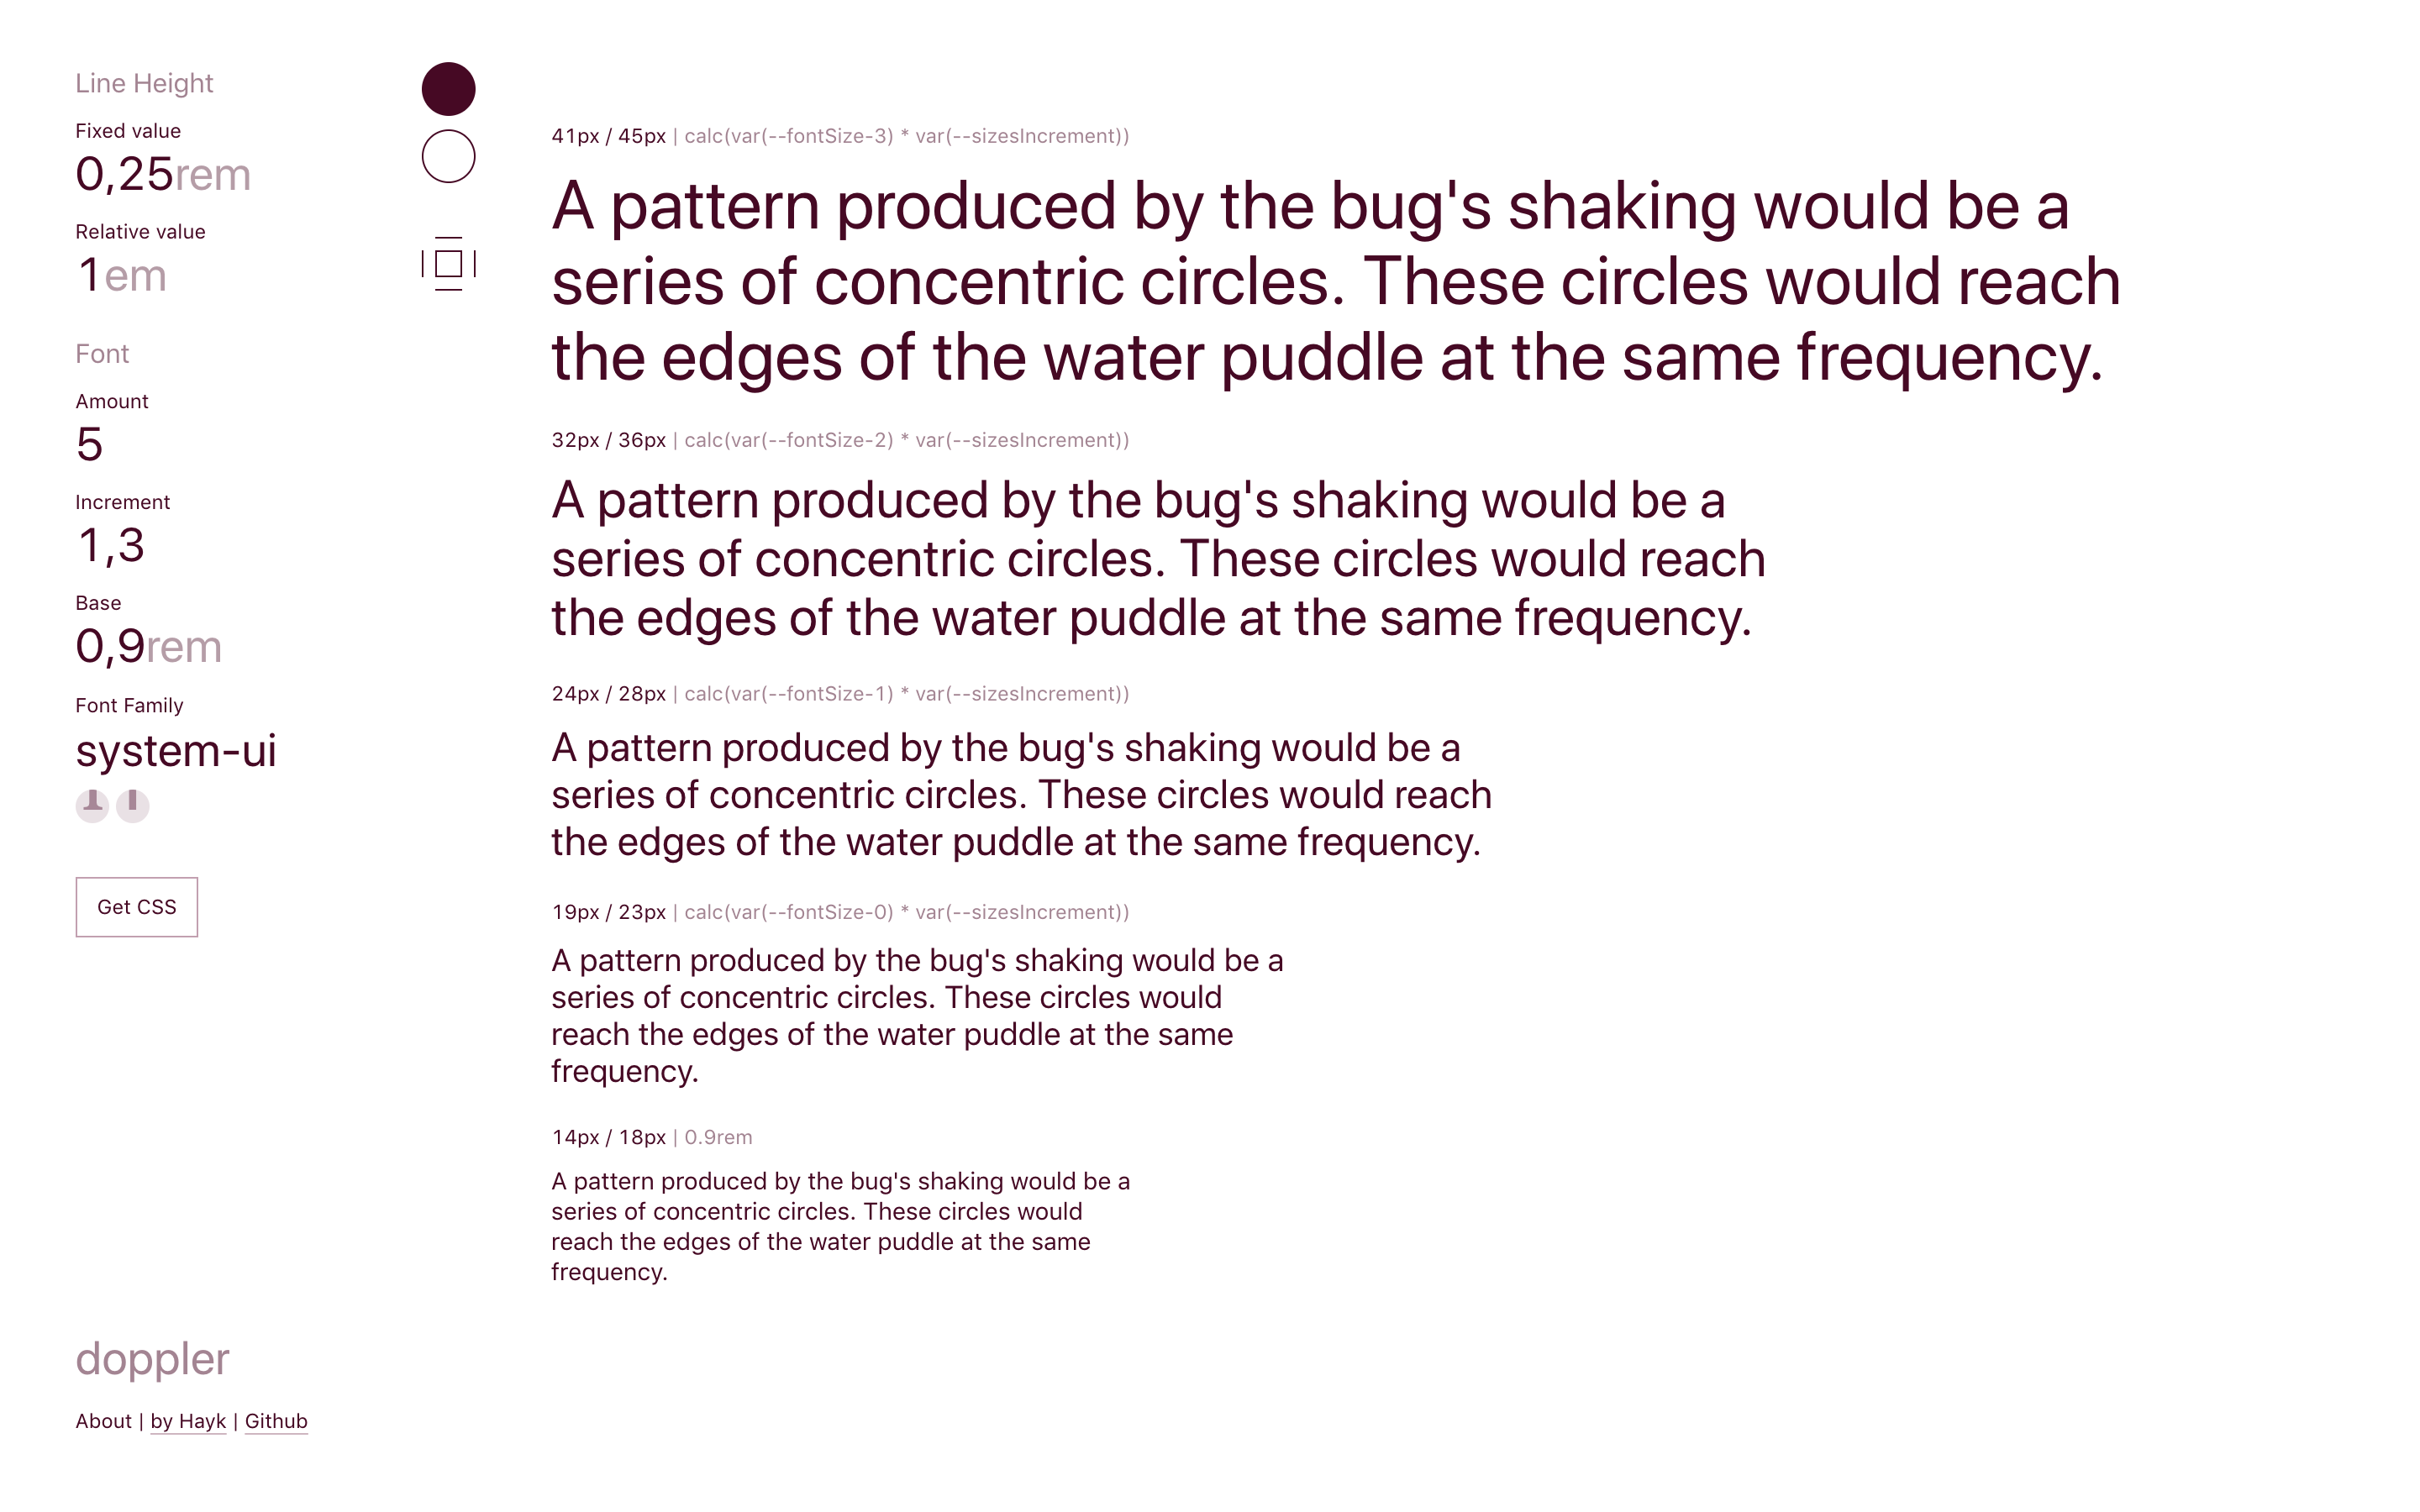 Line Height
Fixed value
0,25rem
Relative value
1em
Font
Amount
5
Increment
1,3
Base
0,9rem
Font Family
system-ui
Get CSS
doppler
About | by Hayk | Github
41px / 45px | calc(var(--fontSize-3) * var(--sizesIncrement))
A pattern produced by the bug's shaking would be a
series of concentric circles. These circles would reach
the edges of the water puddle at the same frequency.
32px / 36px | calc(var(--fontSize-2) * var(--sizesIncrement))
A pattern produced by the bug's shaking would be a
series of concentric circles. These circles would reach
the edges of the water puddle at the same frequency.
24px / 28px | calc(var(--fontSize-1) * var(--sizesIncrement))
A pattern produced by the bug's shaking would be a
series of concentric circles. These circles would reach
the edges of the water puddle at the same frequency.
19px / 23px | calc(var(--fontSize-0) * var(--sizesIncrement))
A pattern produced by the bug's shaking would be a
series of concentric circles. These circles would
reach the edges of the water puddle at the same
frequency.
14px / 18px | 0.9rem
A pattern produced by the bug's shaking would be a
series of concentric circles. These circles would
reach the edges of the water puddle at the same
frequency.